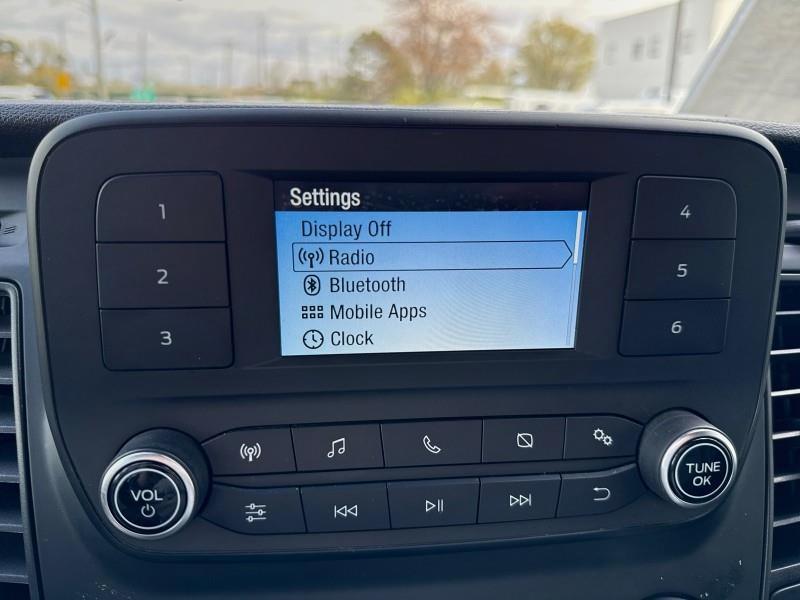 Settings
Display Off
Radio
Bluetooth
Mobile Apps
Clock
1
2
3
4
5
6
VOL
TUNE
OK